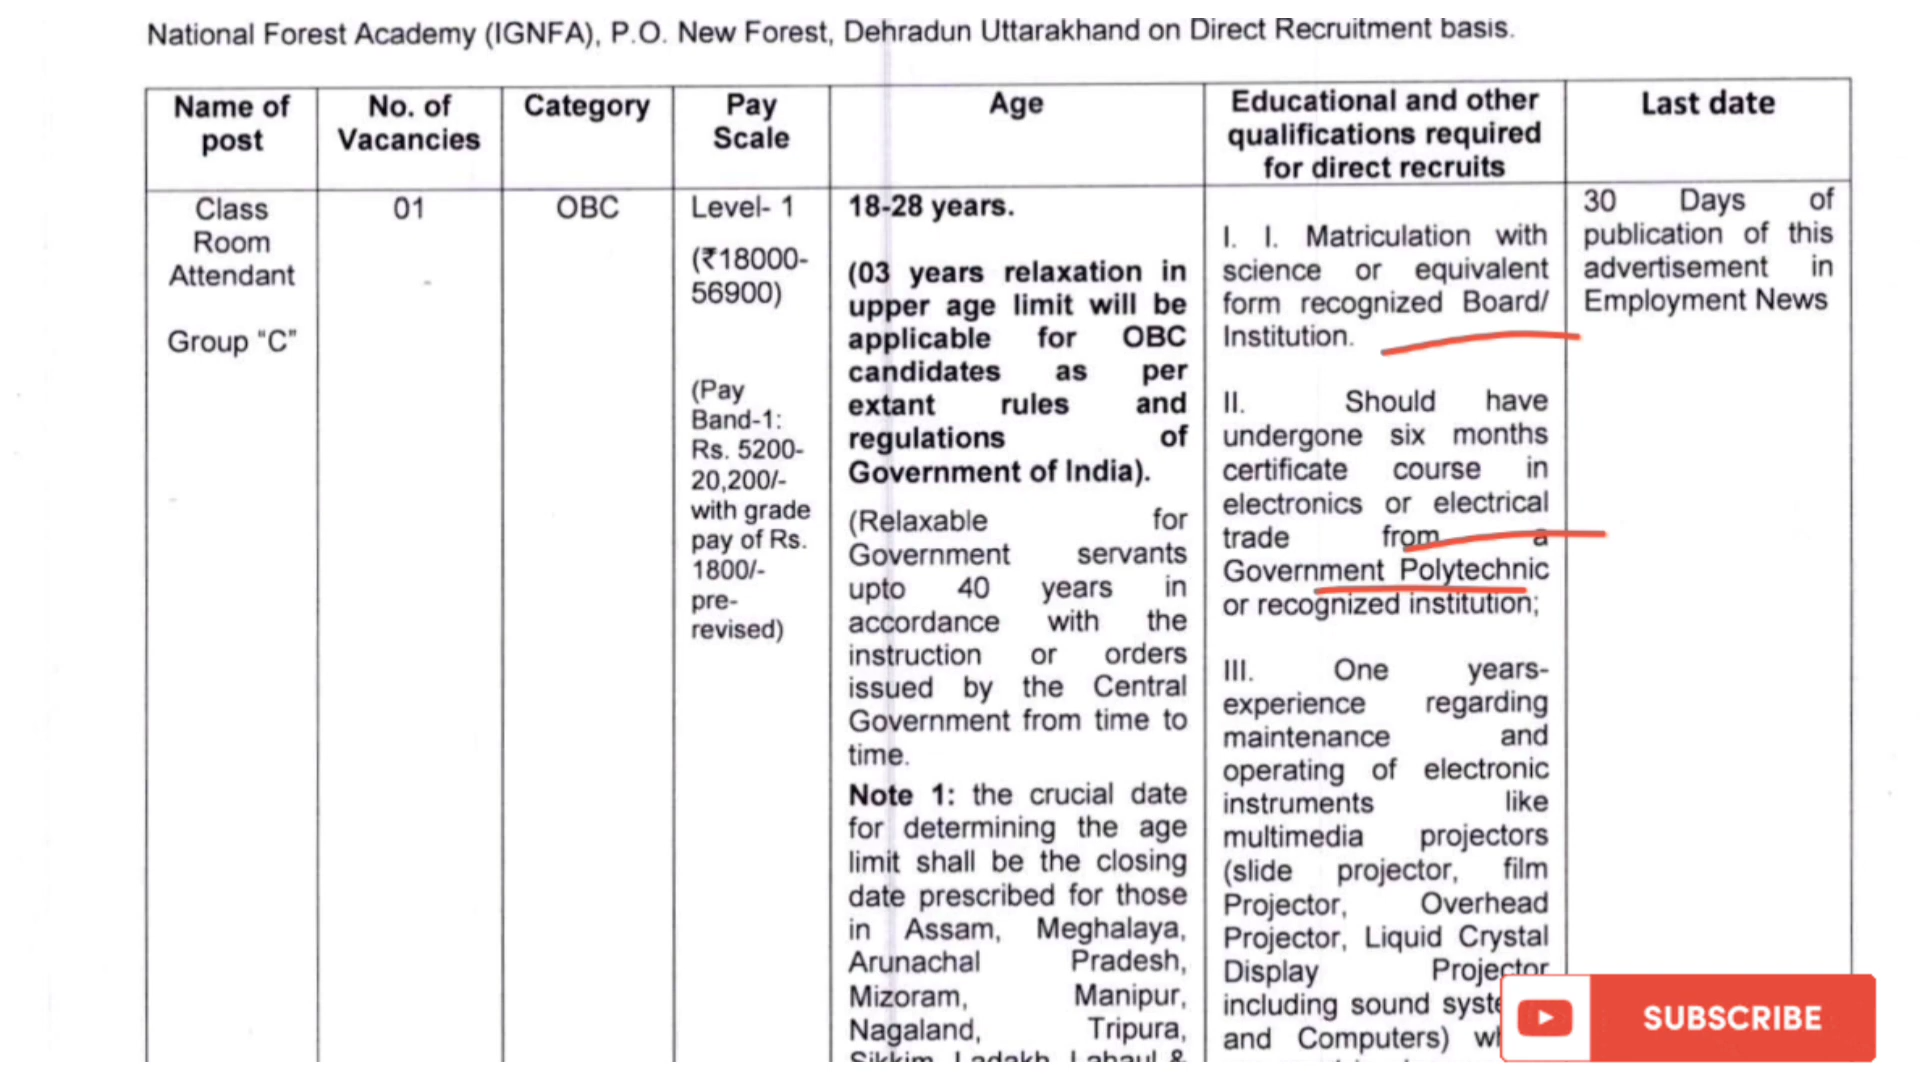 National Forest Academy (IGNFA), P.O. New Forest, Dehradun Uttarakhand on Direct Recruitment basis.
Name of
post
No. of
Vacancies
Category
Pay
Scale
Age
Educational and other
qualifications required
for direct recruits
Last date
Class
Room
Attendant
Group “C”
01
OBC
Level- 1
(₹18000-
56900)
(Pay
Band-1:
Rs. 5200-
20,200/-
with grade
pay of Rs.
1800/-
pre-
revised)
18-28 years.
(03 years relaxation in
upper age limit will be
applicable for OBC
candidates as per
extant rules and
regulations of
Government of India).
(Relaxable for
Government servants
upto 40 years in
accordance with the
instruction or orders
issued by the Central
Government from time to
time.
Note 1: the crucial date
for determining the age
limit shall be the closing
date prescribed for those
in Assam, Meghalaya,
Arunachal Pradesh,
Mizoram, Manipur,
Nagaland, Tripura,
Sikkim, Ladakh, Lahaul &
I. I. Matriculation with
science or equivalent
form recognized Board/
Institution.
II. Should have
undergone six months
certificate course in
electronics or electrical
trade from a
Government Polytechnic
or recognized institution;
III. One years-
experience regarding
maintenance and
operating of electronic
instruments like
multimedia projectors
(slide projector, film
Projector, Overhead
Projector, Liquid Crystal
Display Projector
including sound
and Computers)
30 Days of
publication of this
advertisement in
Employment News
SUBSCRIBE